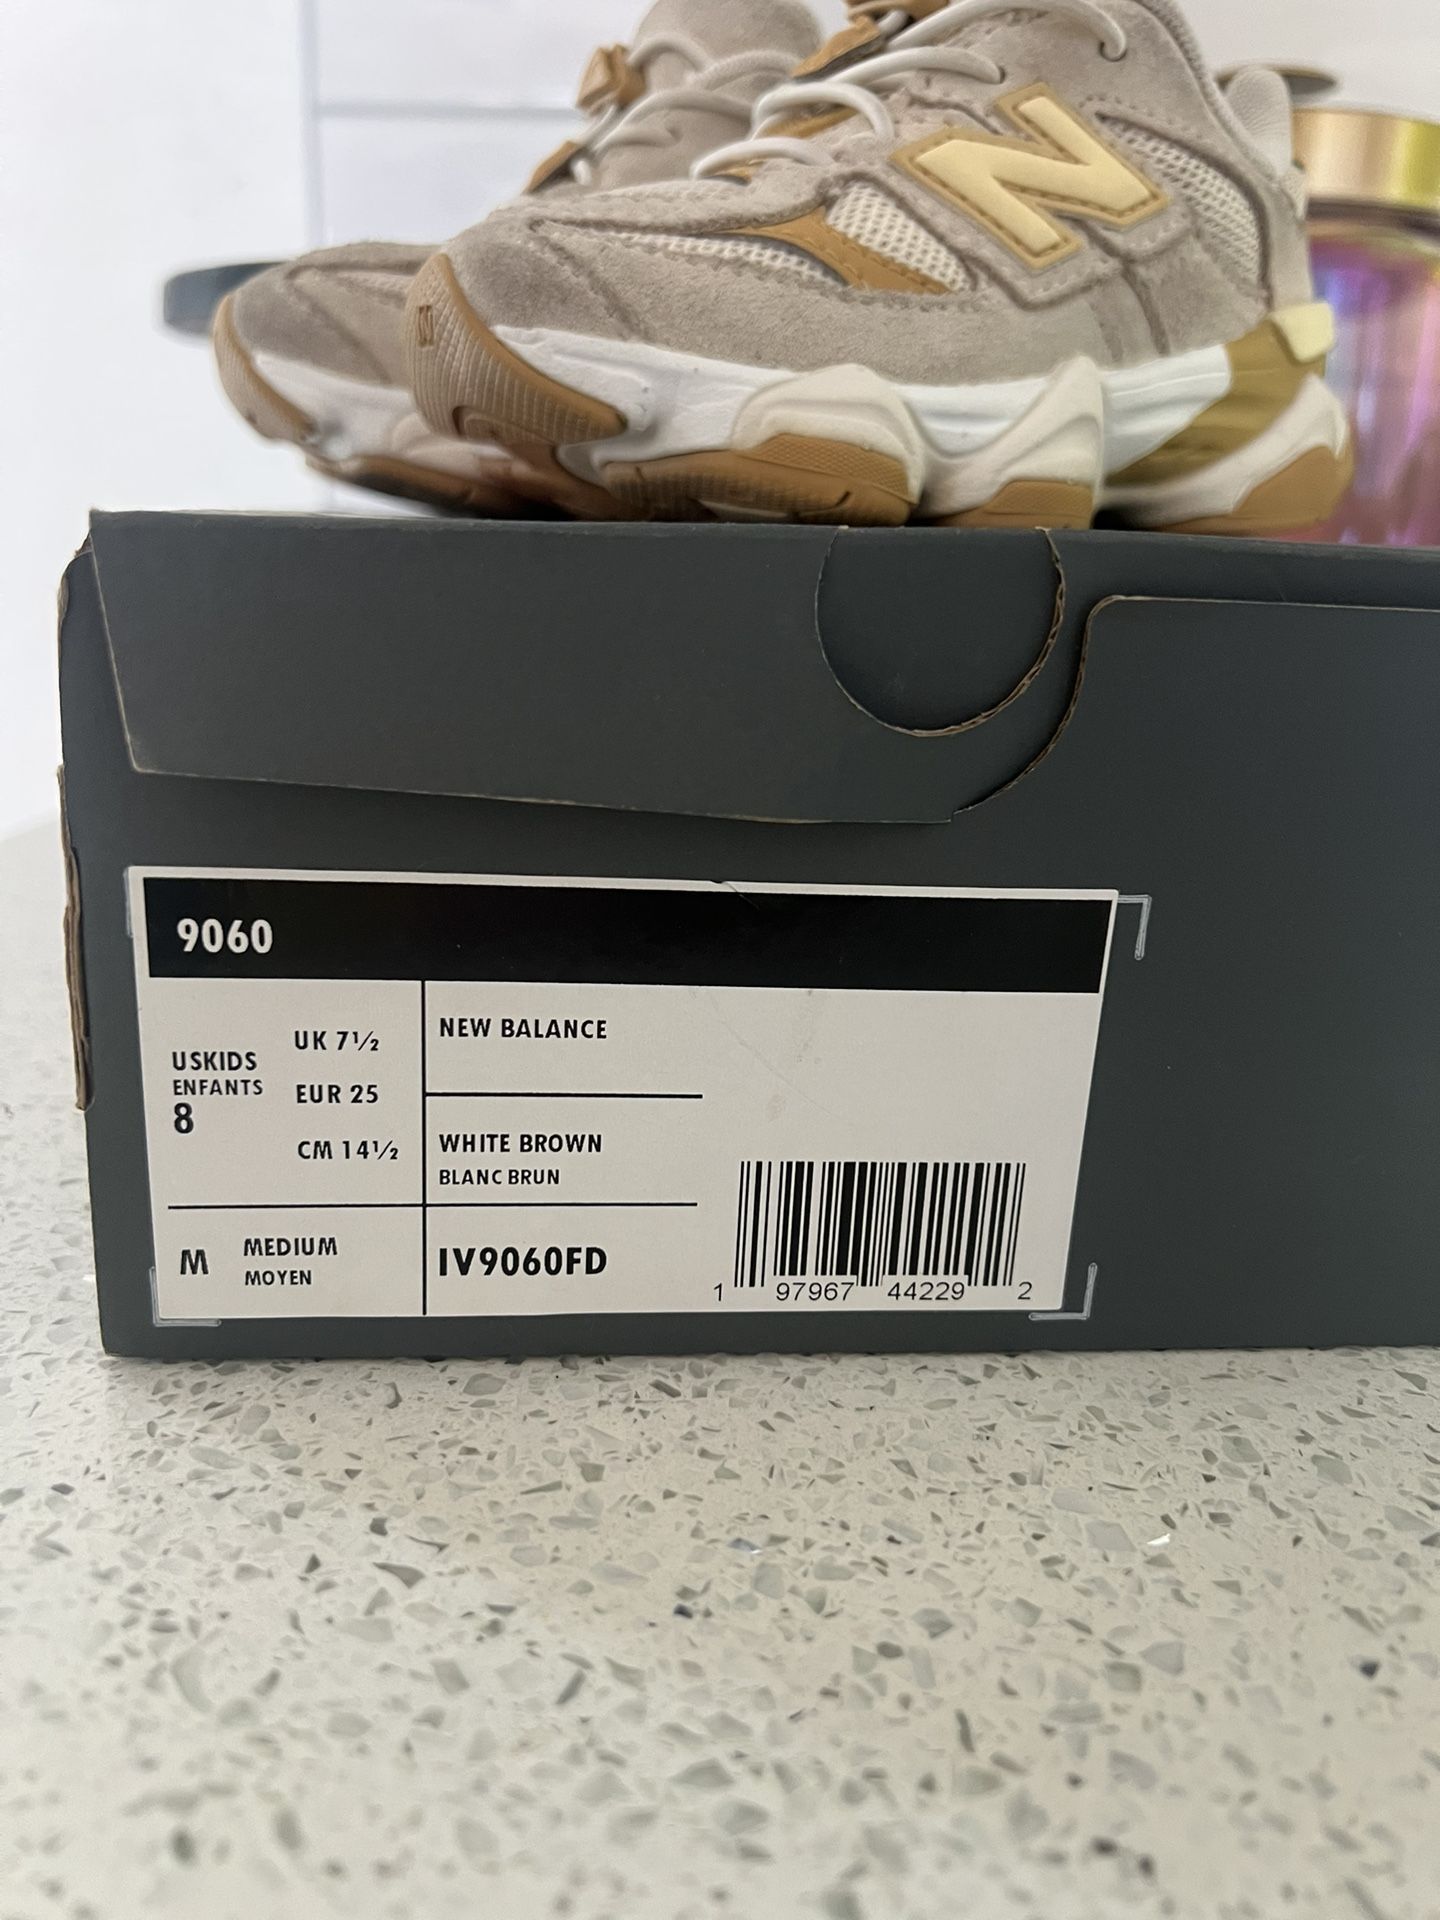 N
9060
USKIDS
ENFANTS
8
UK 7½
EUR 25
CM 14½
NEW BALANCE
WHITE BROWN
BLANC BRUN
M
MEDIUM
MOYEN
IV9060FD
1 97967 44229 2